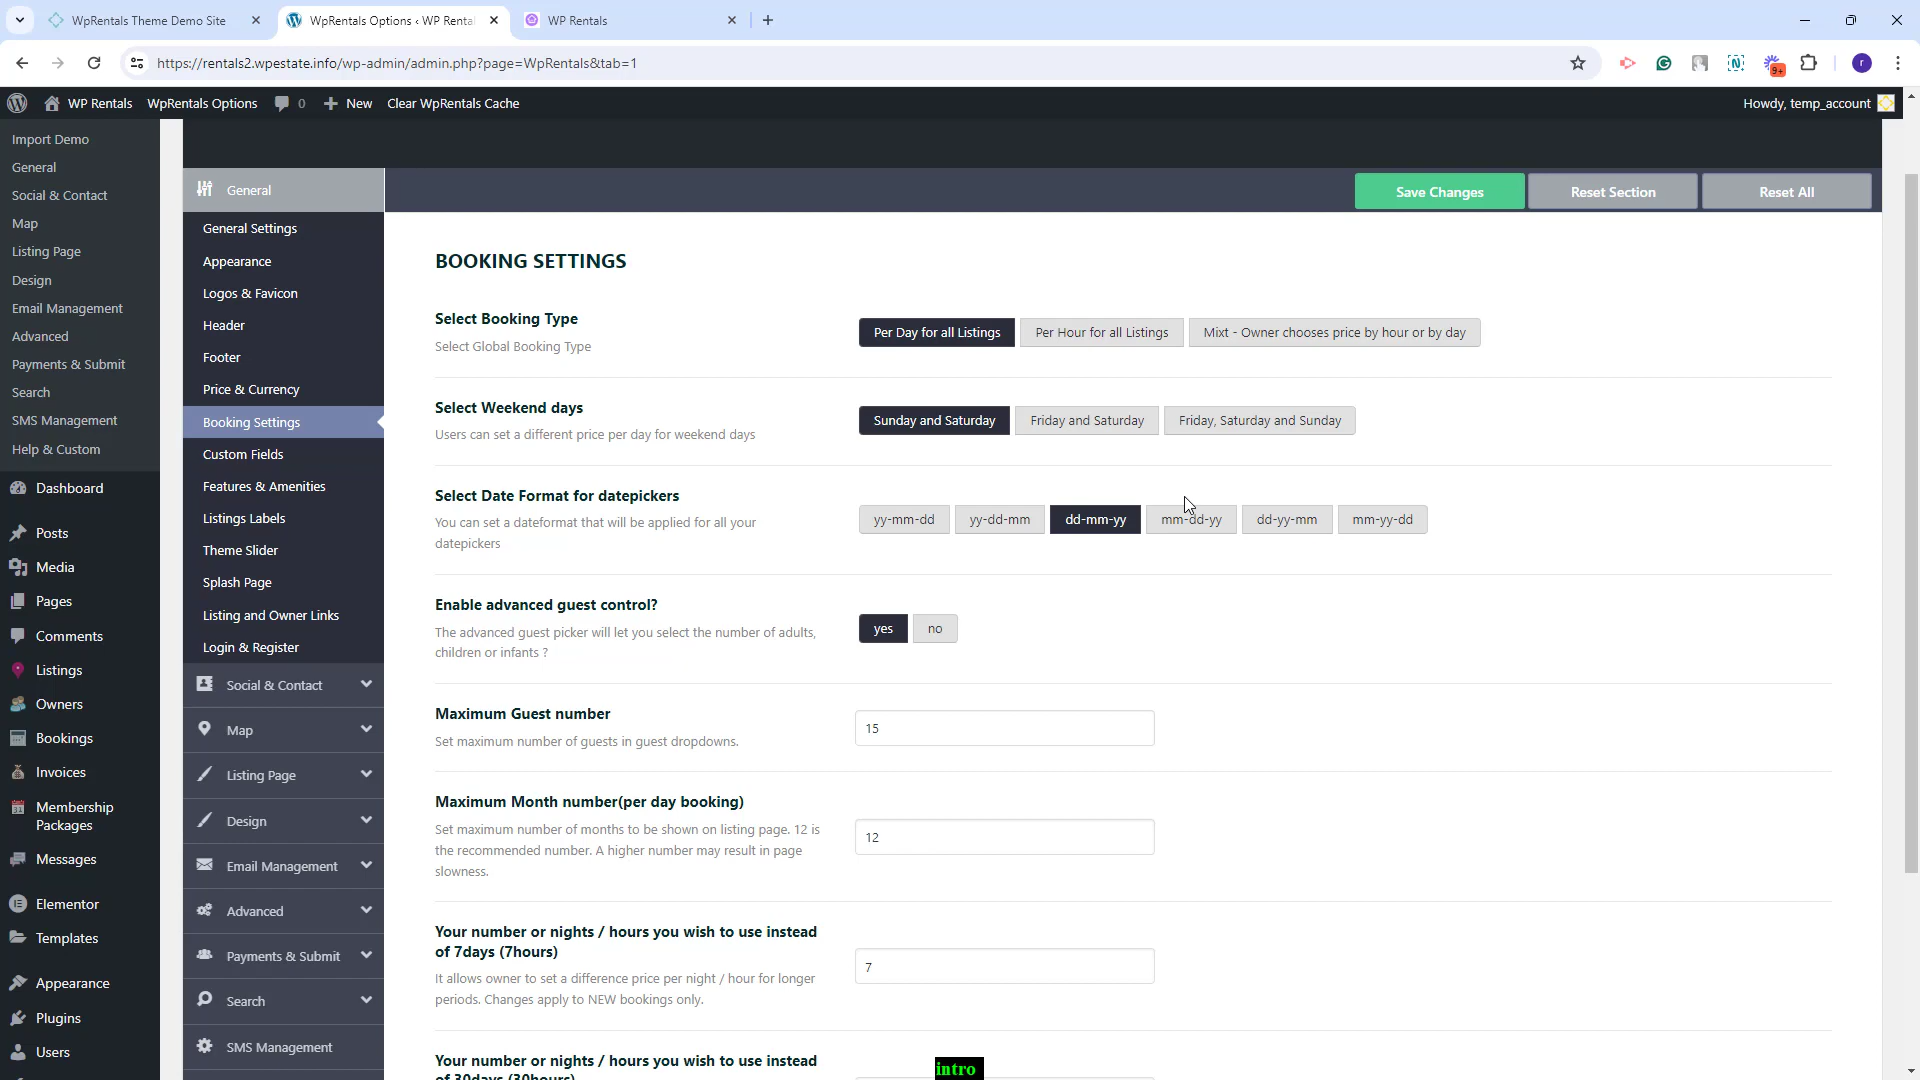 WpRentals Theme Demo Site
WpRentals Options ‹ WP Renta
WP Rentals
https://rentals2.wpestate.info/wp-admin/admin.php?page=WpRentals&tab=1
9+
r
WP Rentals
WpRentals Options
0
New
Clear WpRentals Cache
Howdy, temp_account
Import Demo
General
Social & Contact
Map
Listing Page
Design
Email Management
Advanced
Payments & Submit
Search
SMS Management
Help & Custom
Dashboard
Posts
Media
Pages
Comments
Listings
Owners
Bookings
Invoices
Membership
Packages
Messages
Elementor
Templates
Appearance
Plugins
Users
General
General Settings
Appearance
Logos & Favicon
Header
Footer
Price & Currency
Booking Settings
Custom Fields
Features & Amenities
Listings Labels
Theme Slider
Splash Page
Listing and Owner Links
Login & Register
Social & Contact
Map
Listing Page
Design
Email Management
Advanced
Payments & Submit
Search
SMS Management
Save Changes
Reset Section
Reset All
BOOKING SETTINGS
Select Booking Type
Select Global Booking Type
Per Day for all Listings
Per Hour for all Listings
Mixt - Owner chooses price by hour or by day
Select Weekend days
Users can set a different price per day for weekend days
Sunday and Saturday
Friday and Saturday
Friday, Saturday and Sunday
Select Date Format for datepickers
You can set a dateformat that will be applied for all your
datepickers
yy-mm-dd
yy-dd-mm
dd-mm-yy
mm-dd-yy
dd-yy-mm
mm-yy-dd
Enable advanced guest control?
The advanced guest picker will let you select the number of adults,
children or infants ?
yes
no
Maximum Guest number
Set maximum number of guests in guest dropdowns.
15
Maximum Month number(per day booking)
Set maximum number of months to be shown on listing page. 12 is
the recommended number. A higher number may result in page
slowness.
12
Your number or nights / hours you wish to use instead
of 7days (7hours)
It allows owner to set a difference price per night / hour for longer
periods. Changes apply to NEW bookings only.
7
Your number or nights / hours you wish to use instead
of 30days (30hours)
intro